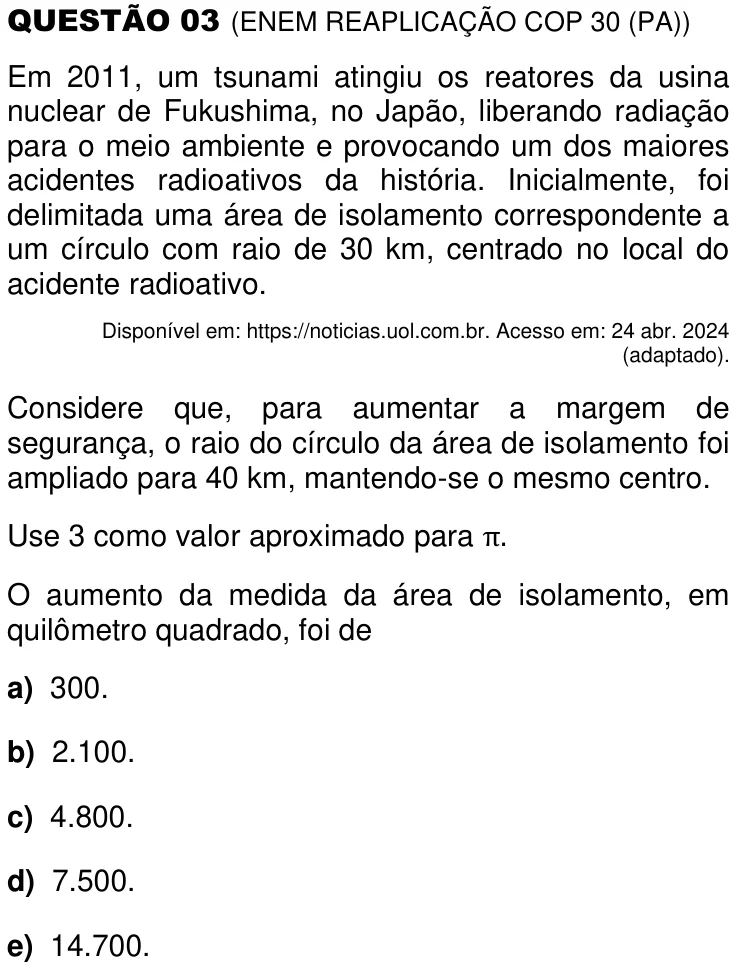 QUESTÃO 03 (ENEM REAPLICAÇÃO COP 30 (PA))
Em 2011, um tsunami atingiu os reatores da usina
nuclear de Fukushima, no Japão, liberando radiação
para o meio ambiente e provocando um dos maiores
acidentes radioativos da história. Inicialmente, foi
delimitada uma área de isolamento correspondente a
um círculo com raio de 30 km, centrado no local do
acidente radioativo.
Disponível em: https://noticias.uol.com.br. Acesso em: 24 abr. 2024
(adaptado).
Considere que, para aumentar a margem de
segurança, o raio do círculo da área de isolamento foi
ampliado para 40 km, mantendo-se o mesmo centro.
Use 3 como valor aproximado para π.
O aumento da medida da área de isolamento, em
quilômetro quadrado, foi de
a) 300.
b) 2.100.
c) 4.800.
d) 7.500.
e) 14.700.